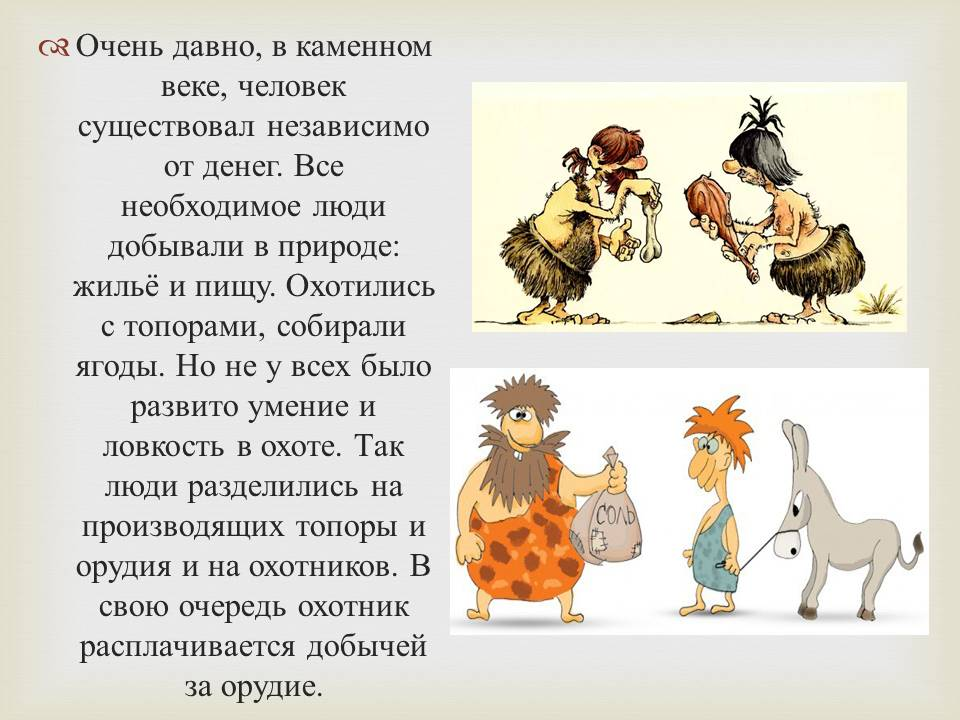 Очень давно, в каменном
веке, человек
существовал независимо
от денег. Все
необходимое люди
добывали в природе:
жильё и пищу. Охотились
с топорами, собирали
ягоды. Но не у всех было
развито умение и
ловкость в охоте. Так
люди разделились на
производящих топоры и
орудия и на охотников. В
свою очередь охотник
расплачивается добычей
за орудие.
СОЛЬ